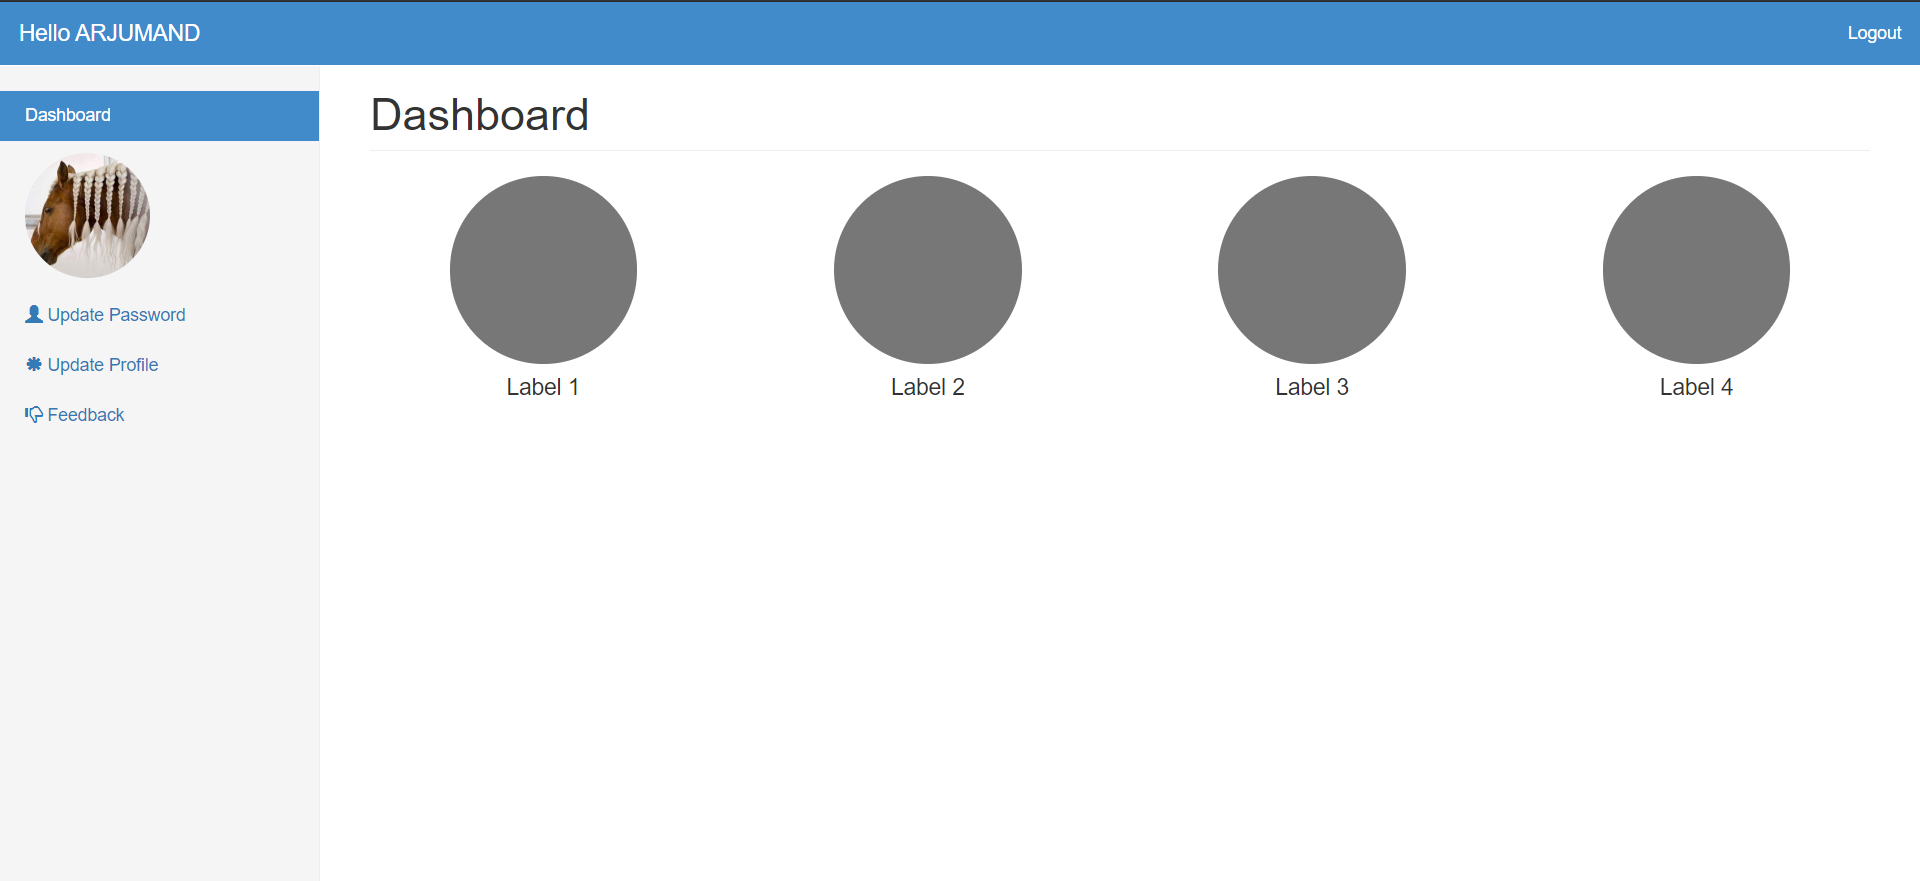 Hello ARJUMAND
Logout
Dashboard
Update Password
Update Profile
Feedback
Dashboard
Label 1
Label 2
Label 3
Label 4